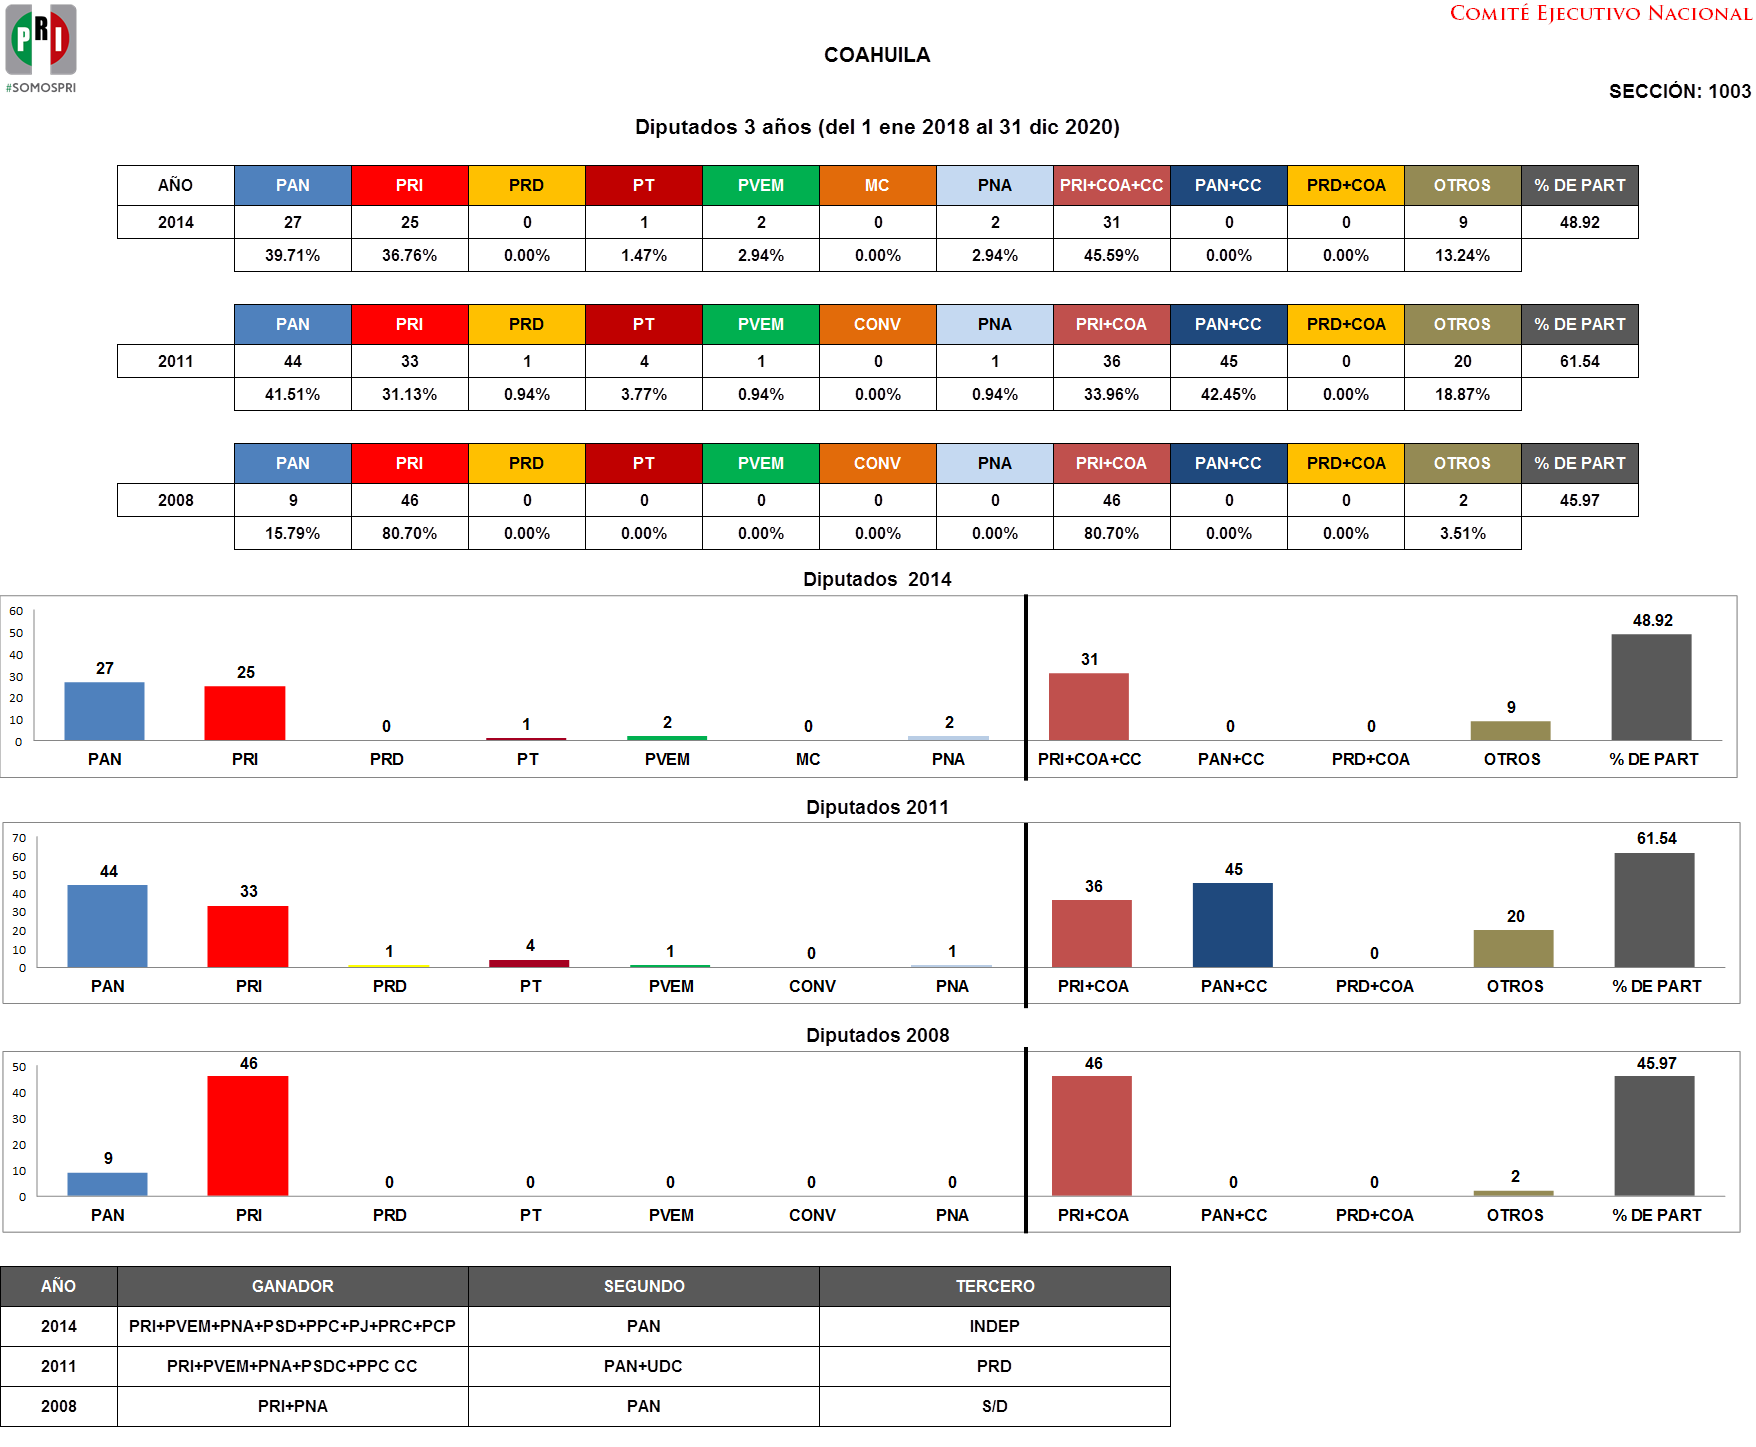 PRI
#SOMOSPRI
COMITÉ EJECUTIVO NACIONAL
COAHUILA
SECCIÓN: 1003
Diputados 3 años (del 1 ene 2018 al 31 dic 2020)
AÑO PAN PRI PRD PT PVEM MC PNA PRI+COA+CC PAN+CC PRD+COA OTROS % DE PART
2014 27 25 0 1 2 0 2 31 0 0 9 48.92
39.71% 36.76% 0.00% 1.47% 2.94% 0.00% 2.94% 45.59% 0.00% 0.00% 13.24%
PAN PRI PRD PT PVEM CONV PNA PRI+COA PAN+CC PRD+COA OTROS % DE PART
2011 44 33 1 4 1 0 1 36 45 0 20 61.54
41.51% 31.13% 0.94% 3.77% 0.94% 0.00% 0.94% 33.96% 42.45% 0.00% 18.87%
PAN PRI PRD PT PVEM CONV PNA PRI+COA PAN+CC PRD+COA OTROS % DE PART
2008 9 46 0 0 0 0 0 46 0 0 2 45.97
15.79% 80.70% 0.00% 0.00% 0.00% 0.00% 0.00% 80.70% 0.00% 0.00% 3.51%
Diputados 2014
60
50
40
30
20
10
0
27 25 0 1 2 0 2 31 0 0 9 48.92
PAN PRI PRD PT PVEM MC PNA PRI+COA+CC PAN+CC PRD+COA OTROS % DE PART
Diputados 2011
70
60
50
40
30
20
10
0
44 33 1 4 1 0 1 36 45 0 20 61.54
PAN PRI PRD PT PVEM CONV PNA PRI+COA PAN+CC PRD+COA OTROS % DE PART
Diputados 2008
50
40
30
20
10
0
9 46 0 0 0 0 0 46 0 0 2 45.97
PAN PRI PRD PT PVEM CONV PNA PRI+COA PAN+CC PRD+COA OTROS % DE PART
AÑO GANADOR SEGUNDO TERCERO
2014 PRI+PVEM+PNA+PSD+PPC+PJ+PRC+PCP PAN INDEP
2011 PRI+PVEM+PNA+PSDC+PPC CC PAN+UDC PRD
2008 PRI+PNA PAN S/D